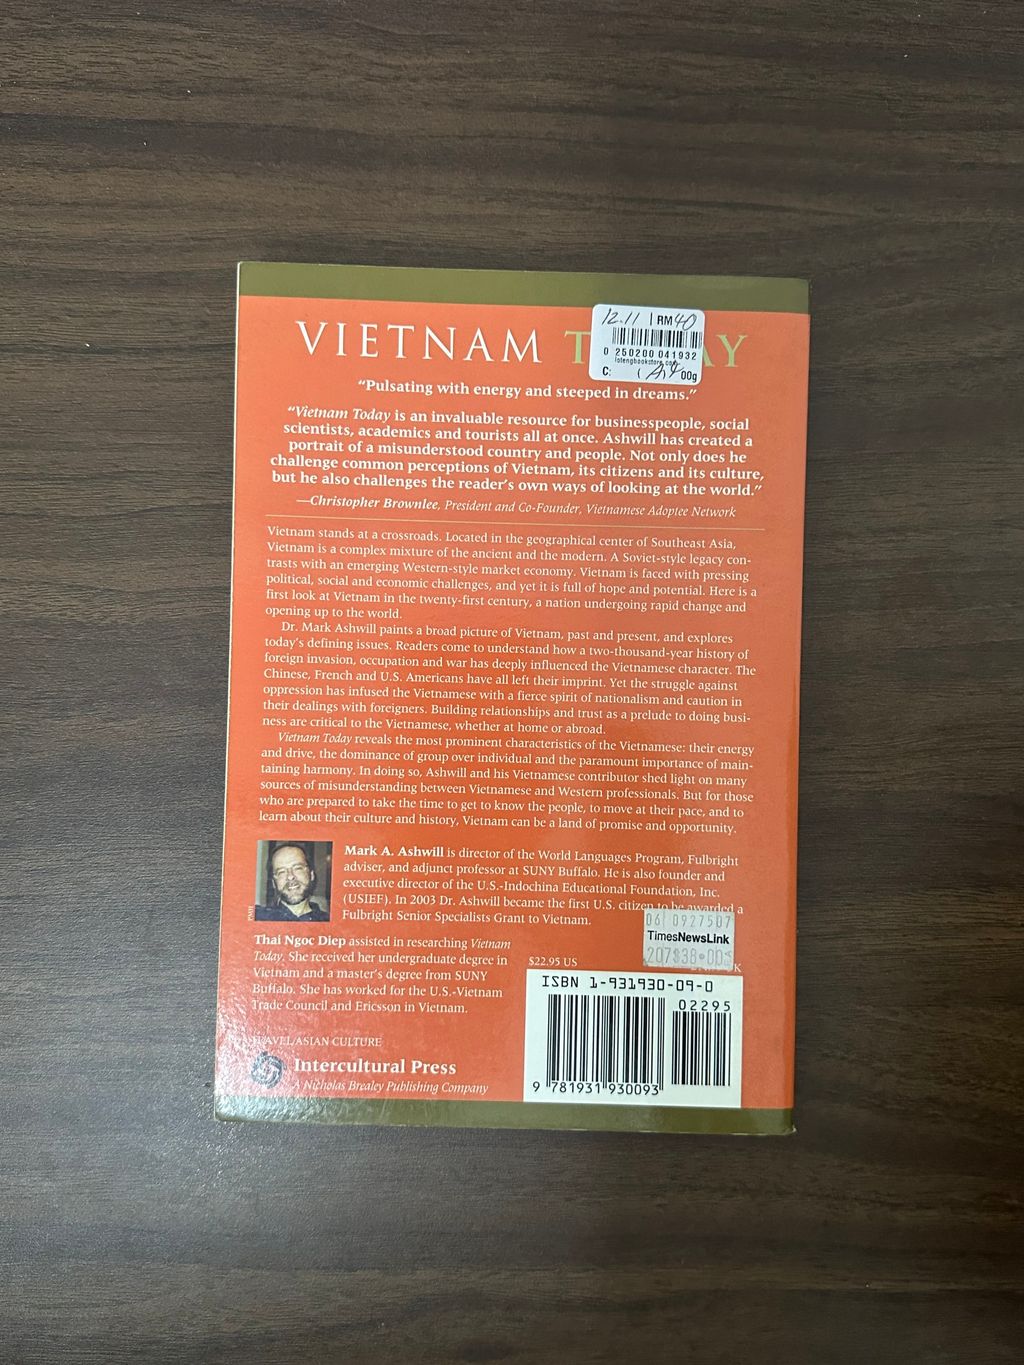 VIETNAM T AY
12.11 RM40
0 250200 041932
C: 00g
“Pulsating with energy and steeped in dreams.”
“Vietnam Today is an invaluable resource for businesspeople, social
scientists, academics and tourists all at once. Ashwill has created a
portrait of a misunderstood country and people. Not only does he
challenge common perceptions of Vietnam, its citizens and its culture,
but he also challenges the reader’s own ways of looking at the world.”
—Christopher Brownlee, President and Co-Founder, Vietnamese Adoptee Network
Vietnam stands at a crossroads. Located in the geographical center of Southeast Asia,
Vietnam is a complex mixture of the ancient and the modern. A Soviet-style legacy con-
trasts with an emerging Western-style market economy. Vietnam is faced with pressing
political, social and economic challenges, and yet it is full of hope and potential. Here is a
first look at Vietnam in the twenty-first century, a nation undergoing rapid change and
opening up to the world.
Dr. Mark Ashwill paints a broad picture of Vietnam, past and present, and explores
today’s defining issues. Readers come to understand how a two-thousand-year history of
foreign invasion, occupation and war has deeply influenced the Vietnamese character. The
Chinese, French and U.S. Americans have all left their imprint. Yet the struggle against
oppression has infused the Vietnamese with a fierce spirit of nationalism and caution in
their dealings with foreigners. Building relationships and trust as a prelude to doing busi-
ness are critical to the Vietnamese, whether at home or abroad.
Vietnam Today reveals the most prominent characteristics of the Vietnamese: their energy
and drive, the dominance of group over individual and the paramount importance of main-
taining harmony. In doing so, Ashwill and his Vietnamese contributor shed light on many
sources of misunderstanding between Vietnamese and Western professionals. But for those
who are prepared to take the time to get to know the people, to move at their pace, and to
learn about their culture and history, Vietnam can be a land of promise and opportunity.
Mark A. Ashwill is director of the World Languages Program, Fulbright
adviser, and adjunct professor at SUNY Buffalo. He is also founder and
executive director of the U.S.-Indochina Educational Foundation, Inc.
(USIEF). In 2003 Dr. Ashwill became the first U.S. citizen to be awarded a
Fulbright Senior Specialists Grant to Vietnam.
Thai Ngoc Diep assisted in researching Vietnam
Today. She received her undergraduate degree in
Vietnam and a master’s degree from SUNY
Buffalo. She has worked for the U.S.-Vietnam
Trade Council and Ericsson in Vietnam.
06 0927507
TimesNewsLink
$22.95 US
ISBN 1-931930-09-0
02295
9 781931 930093
TRAVEL/ASIAN CULTURE
Intercultural Press
A Nicholas Brealey Publishing Company